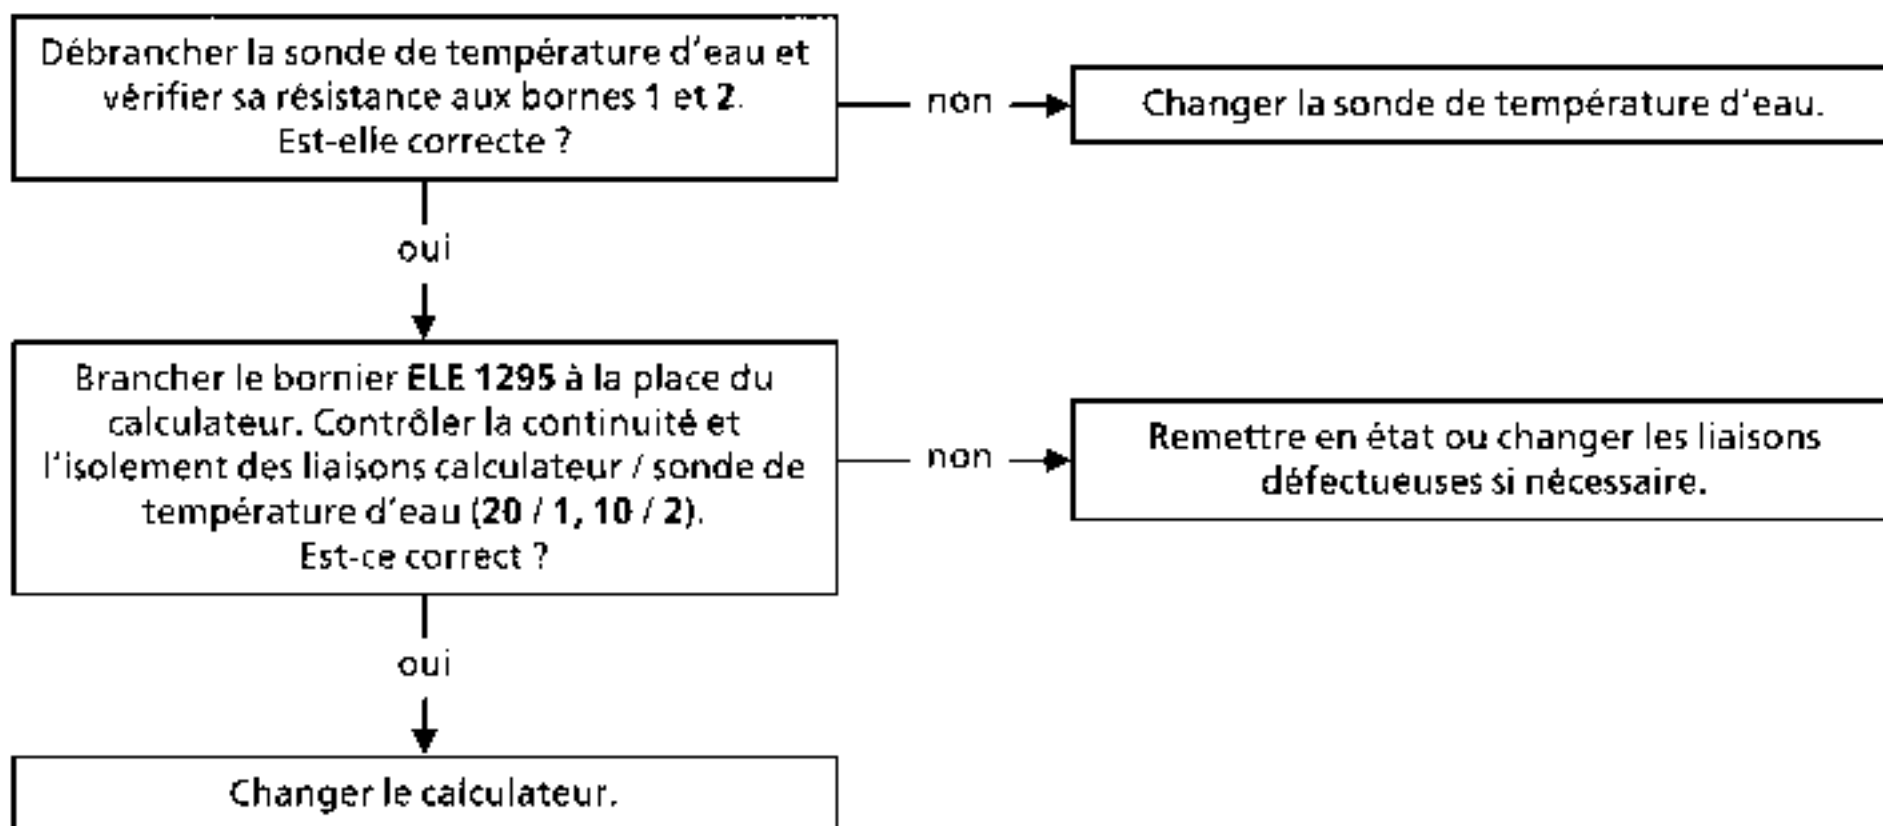 Débrancher la sonde de température d'eau et
vérifier sa résistance aux bornes 1 et 2.
Est-elle correcte ?
non
Changer la sonde de température d'eau.
oui
Brancher le bornier ELE 1295 à la place du
calculateur. Contrôler la continuité et
l'isolement des liaisons calculateur / sonde de
température d'eau (20 / 1, 10 / 2).
Est-ce correct ?
non
Remettre en état ou changer les liaisons
défectueuses si nécessaire.
oui
Changer le calculateur.